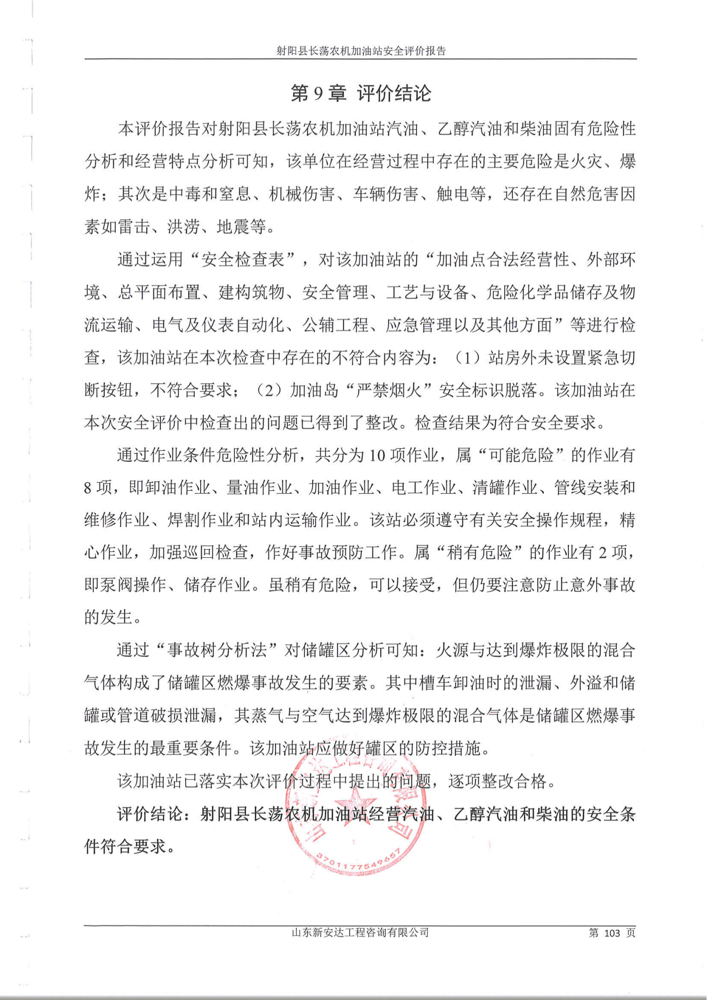 射阳县长荡农机加油站安全评价报告
第 9 章 评价结论
本评价报告对射阳县长荡农机加油站汽油、乙醇汽油和柴油固有危险性
分析和经营特点分析可知，该单位在经营过程中存在的主要危险是火灾、爆
炸；其次是中毒和窒息、机械伤害、车辆伤害、触电等，还存在自然危害因
素如雷击、洪涝、地震等。
通过运用“安全检查表”，对该加油站的“加油点合法经营性、外部环
境、总平面布置、建构筑物、安全管理、工艺与设备、危险化学品储存及物
流运输、电气及仪表自动化、公辅工程、应急管理以及其他方面”等进行检
查，该加油站在本次检查中存在的不符合内容为：（1）站房外未设置紧急切
断按钮，不符合要求；（2）加油岛“严禁烟火”安全标识脱落。该加油站在
本次安全评价中检查出的问题已得到了整改。检查结果为符合安全要求。
通过作业条件危险性分析，共分为 10 项作业，属“可能危险”的作业有
8 项，即卸油作业、量油作业、加油作业、电工作业、清罐作业、管线安装和
维修作业、焊割作业和站内运输作业。该站必须遵守有关安全操作规程，精
心作业，加强巡回检查，作好事故预防工作。属“稍有危险”的作业有 2 项，
即泵阀操作、储存作业。虽稍有危险，可以接受，但仍要注意防止意外事故
的发生。
通过“事故树分析法”对储罐区分析可知：火源与达到爆炸极限的混合
气体构成了储罐区燃爆事故发生的要素。其中槽车卸油时的泄漏、外溢和储
罐或管道破损泄漏，其蒸气与空气达到爆炸极限的混合气体是储罐区燃爆事
故发生的最重要条件。该加油站应做好罐区的防控措施。
该加油站已落实本次评价过程中提出的问题，逐项整改合格。
评价结论：射阳县长荡农机加油站经营汽油、乙醇汽油和柴油的安全条
件符合要求。
3701177549657
山东新安达工程咨询有限公司
第 103 页